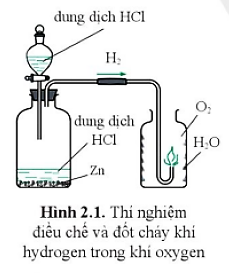 dung dịch HCl
H₂
dung dịch
HCl
Zn
O₂
H₂O
Hình 2.1. Thí nghiệm
điều chế và đốt cháy khí
hydrogen trong khí oxygen